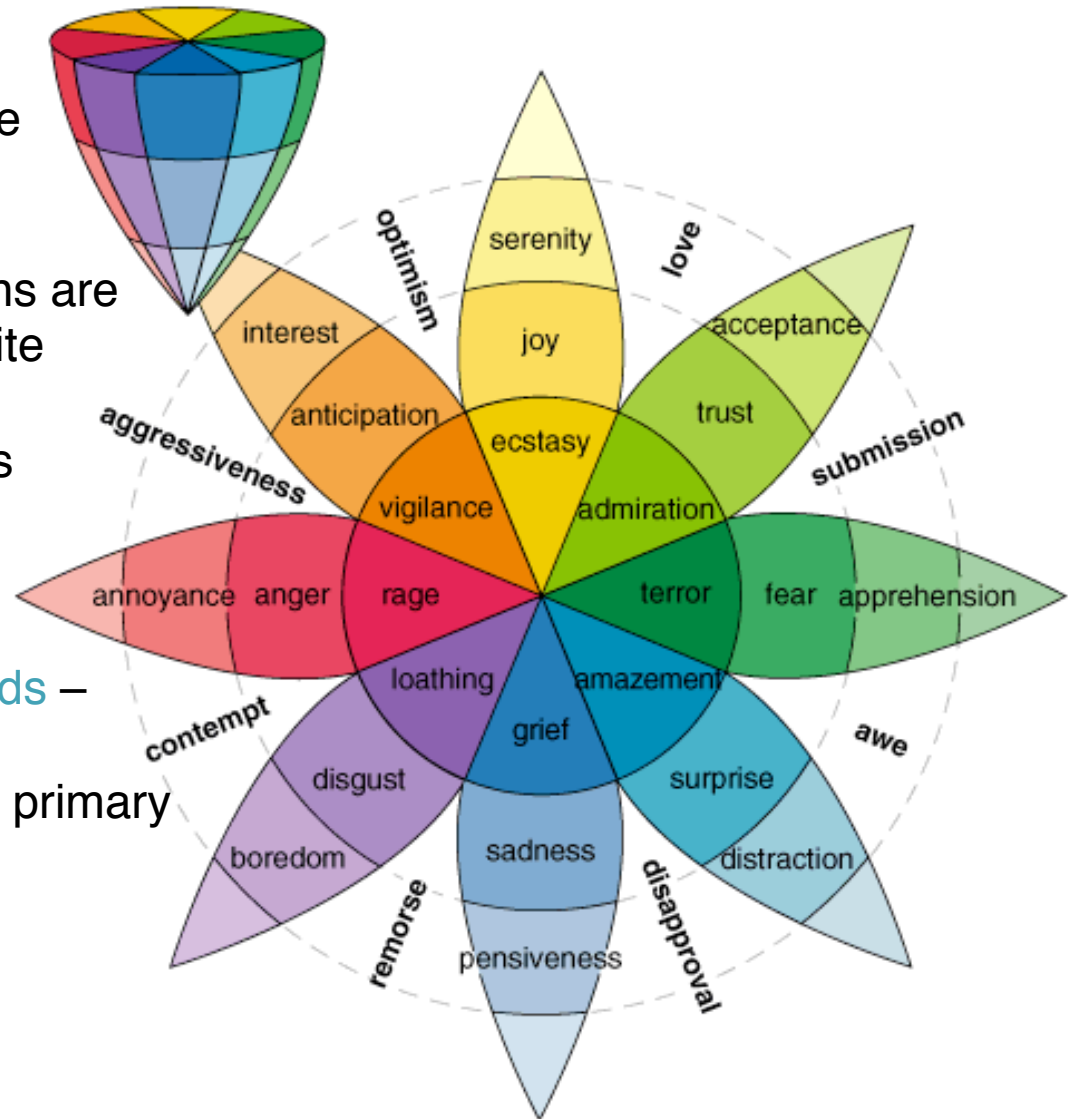 e
ns are
ite
s
ds –
primary
optimism
love
serenity
interest
acceptance
joy
anticipation
trust
aggressiveness
ecstasy
submission
vigilance
admiration
annoyance anger rage terror fear apprehension
loathing
amazement
contempt
grief
awe
disgust
surprise
boredom
sadness
distraction
remorse
disapproval
pensiveness